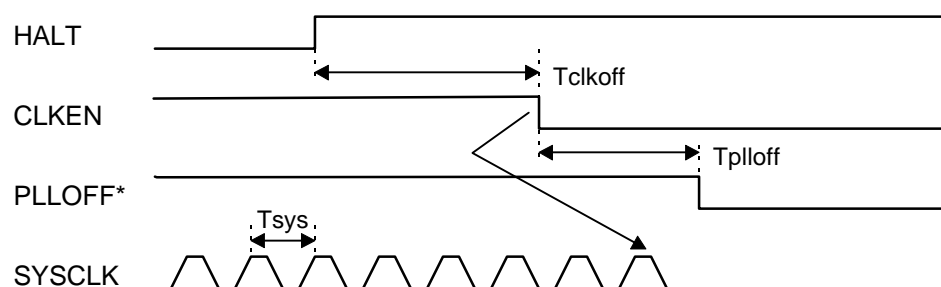 HALT
Tclkoff
CLKEN
Tplloff
PLLOFF*
Tsys
SYSCLK